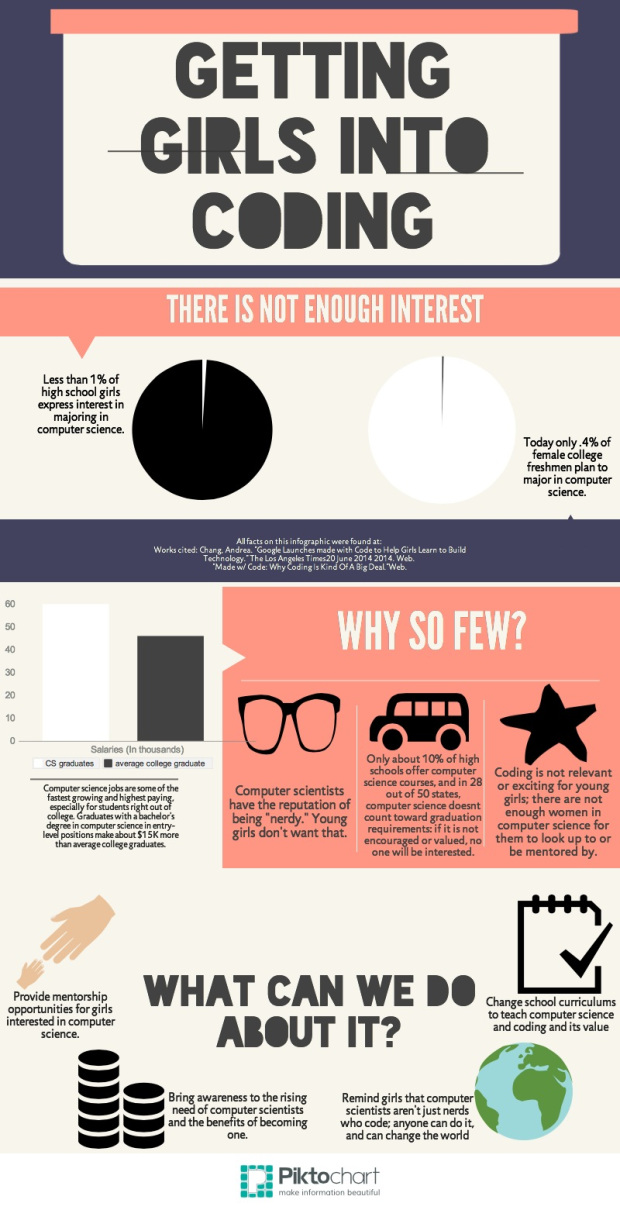 GETTING
GIRLS INTO
CODING
THERE IS NOT ENOUGH INTEREST
Less than 1% of
high school girls
express interest in
majoring in
computer science.
Today only .4% of
female college
freshmen plan to
major in computer
science.
All facts on this infographic were found at:
Works cited: Chang, Andrea. "Google Launches made with Code to Help Girls Learn to Build
Technology." The Los Angeles Times20 June 2014 2014. Web.
"Made w/ Code: Why Coding Is Kind Of A Big Deal."Web.
60
50
40
30
20
10
0
Salaries (In thousands)
CS graduates
average college graduate
Computer science jobs are some of the
fastest growing and highest paying,
especially for students right out of
college. Graduates with a bachelor's
degree in computer science in entry-
level positions make about $15K more
than average college graduates.
WHY SO FEW?
Computer scientists
have the reputation of
being "nerdy." Young
girls don't want that.
Only about 10% of high
schools offer computer
science courses, and in 28
out of 50 states,
computer science doesnt
count toward graduation
requirements: if it is not
encouraged or valued, no
one will be interested.
Coding is not relevant
or exciting for young
girls; there are not
enough women in
computer science for
them to look up to or
be mentored by.
Provide mentorship
opportunities for girls
interested in computer
science.
WHAT CAN WE DO
ABOUT IT?
Change school curriculums
to teach computer science
and coding and its value
Bring awareness to the rising
need of computer scientists
and the benefits of becoming
one.
Remind girls that computer
scientists aren't just nerds
who code; anyone can do it,
and can change the world
Piktochart
make information beautiful